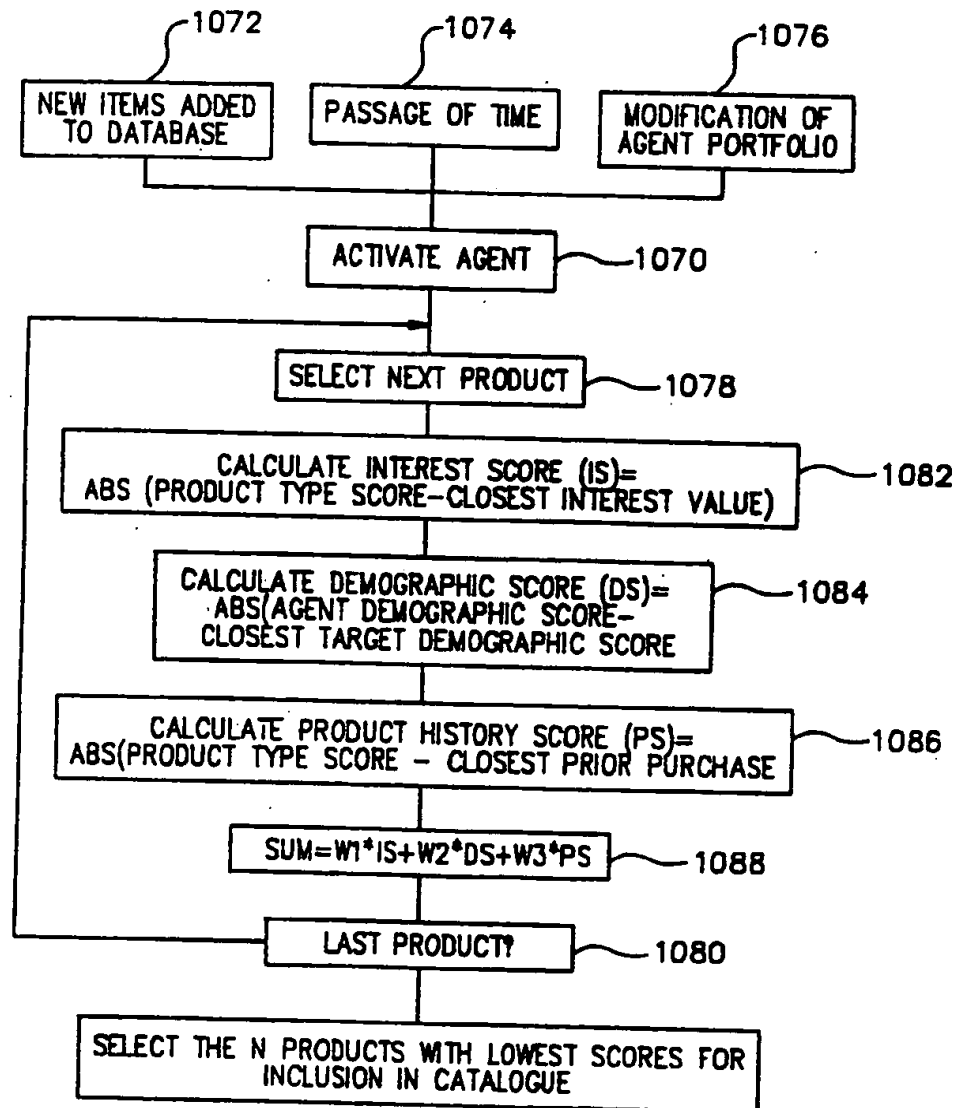 1072
1074
1076
NEW ITEMS ADDED
TO DATABASE
PASSAGE OF TIME
MODIFICATION OF
AGENT PORTFOLIO
ACTIVATE AGENT
1070
SELECT NEXT PRODUCT
1078
CALCULATE INTEREST SCORE (IS)=
ABS (PRODUCT TYPE SCORE-CLOSEST INTEREST VALUE)
1082
CALCULATE DEMOGRAPHIC SCORE (DS)=
ABS(AGENT DEMOGRAPHIC SCORE-
CLOSEST TARGET DEMOGRAPHIC SCORE
1084
CALCULATE PRODUCT HISTORY SCORE (PS)=
ABS(PRODUCT TYPE SCORE - CLOSEST PRIOR PURCHASE
1086
SUM=W1*IS+W2*DS+W3*PS
1088
LAST PRODUCT?
1080
SELECT THE N PRODUCTS WITH LOWEST SCORES FOR
INCLUSION IN CATALOGUE